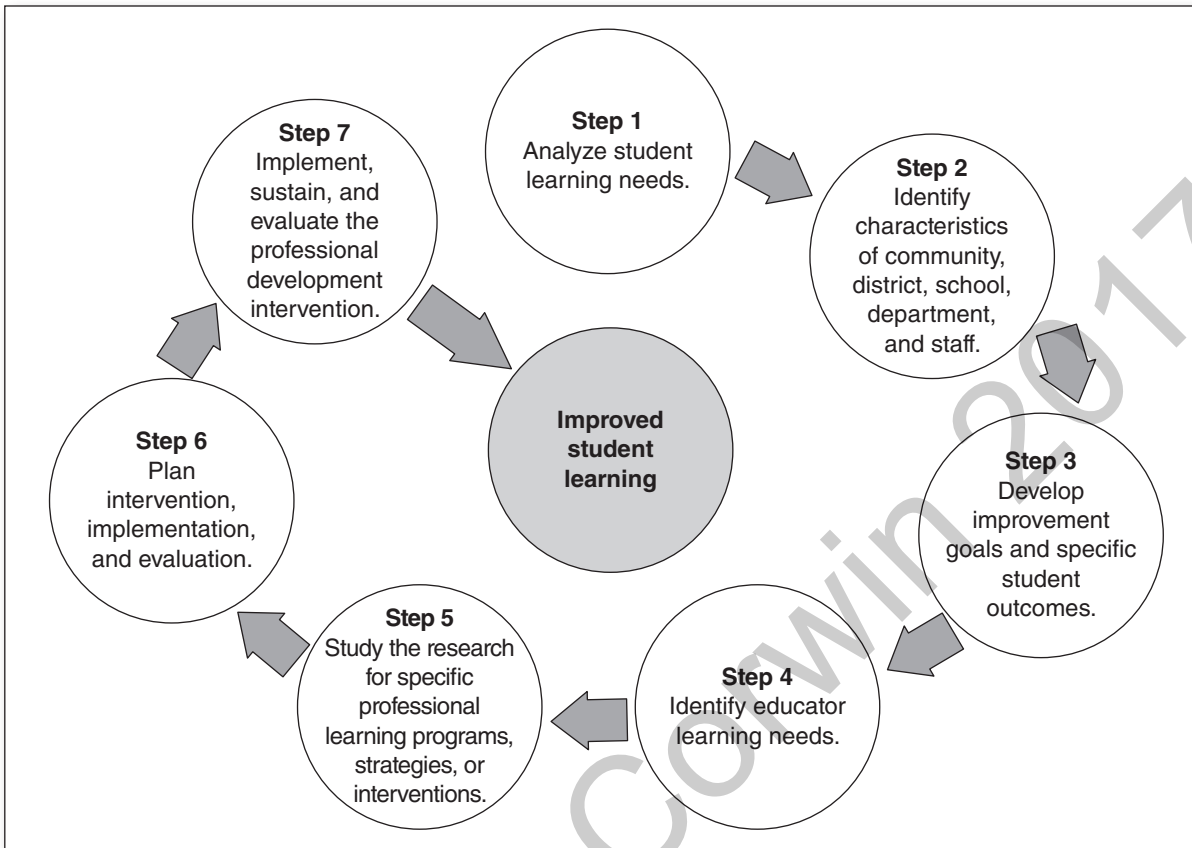 Step 1
Analyze student
learning needs.
Step 2
Identify
characteristics
of community,
district, school,
department,
and staff.
Step 3
Develop
improvement
goals and specific
student
outcomes.
Step 4
Identify educator
learning needs.
Step 5
Study the research
for specific
professional
learning programs,
strategies, or
interventions.
Step 6
Plan
intervention,
implementation,
and evaluation.
Step 7
Implement,
sustain, and
evaluate the
professional
development
intervention.
Improved
student
learning
Corwin 2017